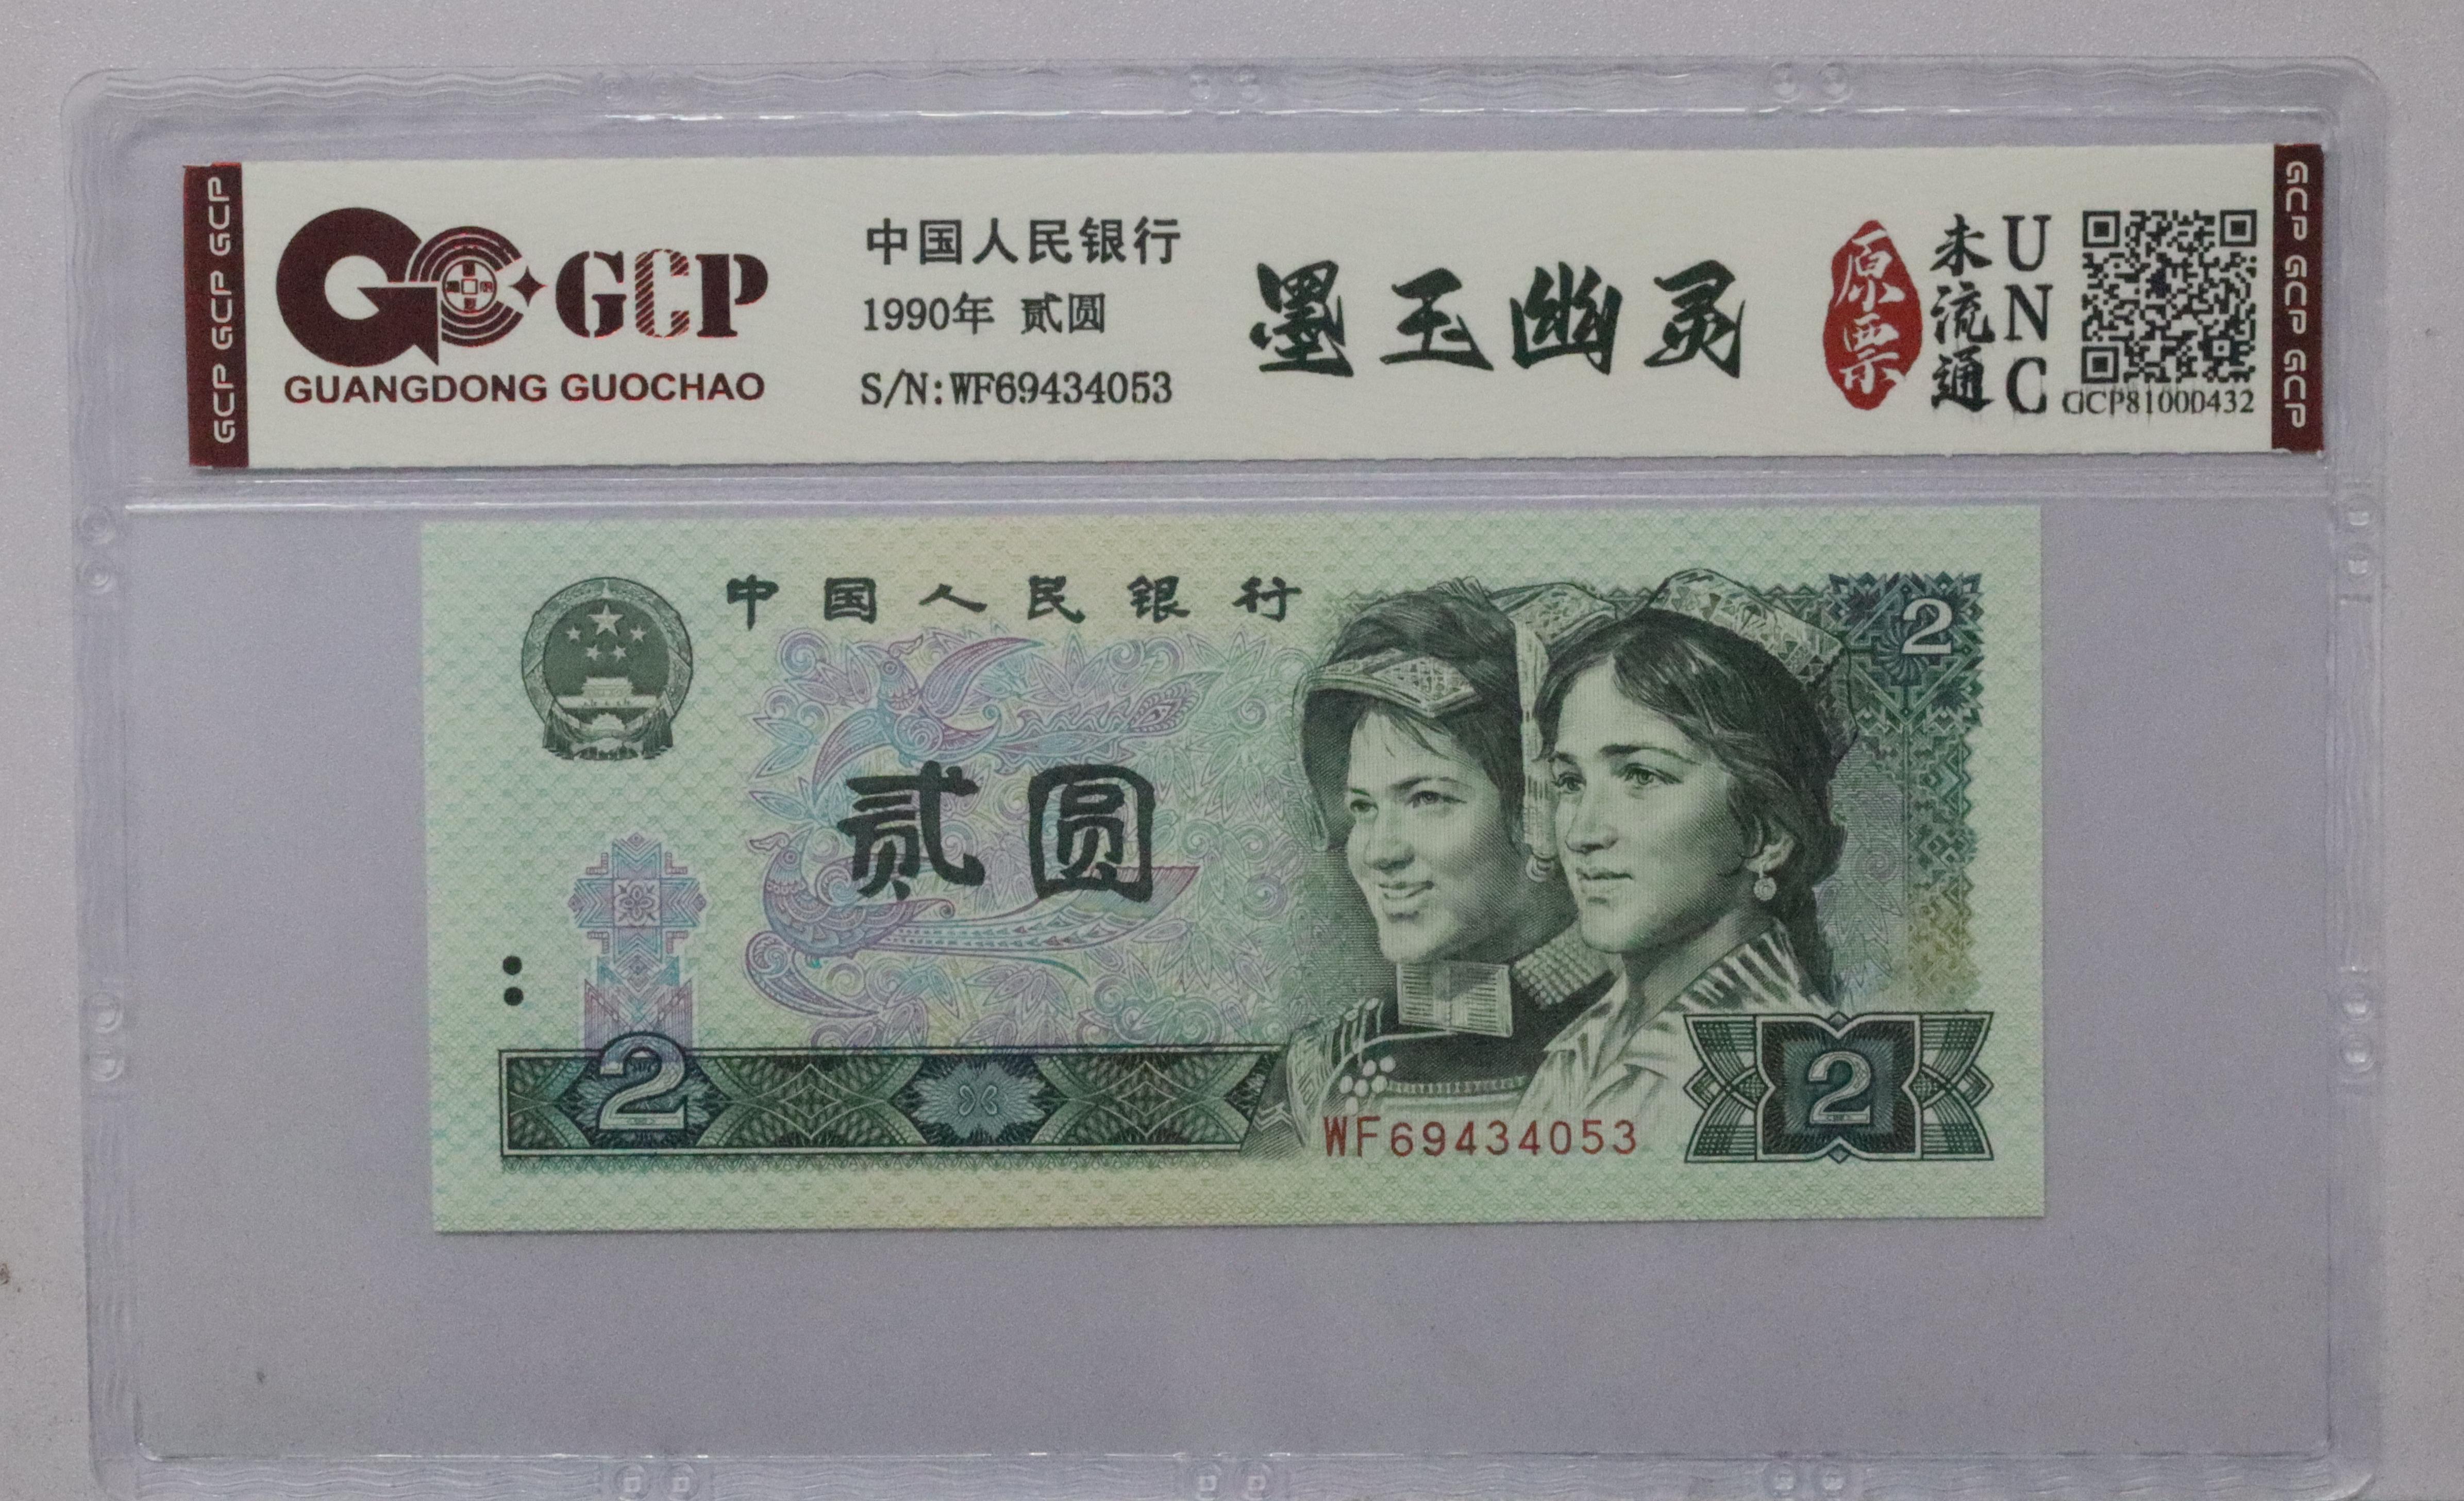 GCP GCP GCP
GCP
GUANGDONG GUOCHAO
中国人民银行
1990年 贰圆
S/N:WF69434053
墨玉幽灵
原票
未流通
UNC
GCP81000432
GCP GCP GCP
中国人民银行
2
贰圆
2
WF69434053
2